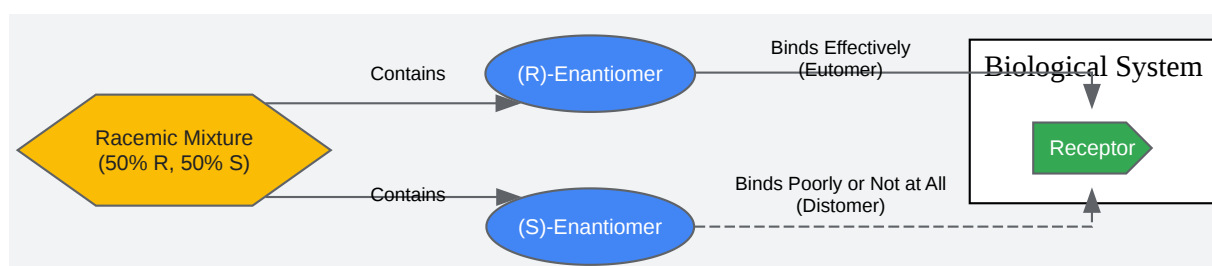 Racemic Mixture
(50% R, 50% S)
Contains
Contains
(R)-Enantiomer
(S)-Enantiomer
Binds Effectively
(Eutomer)
Binds Poorly or Not at All
(Distomer)
Biological System
Receptor